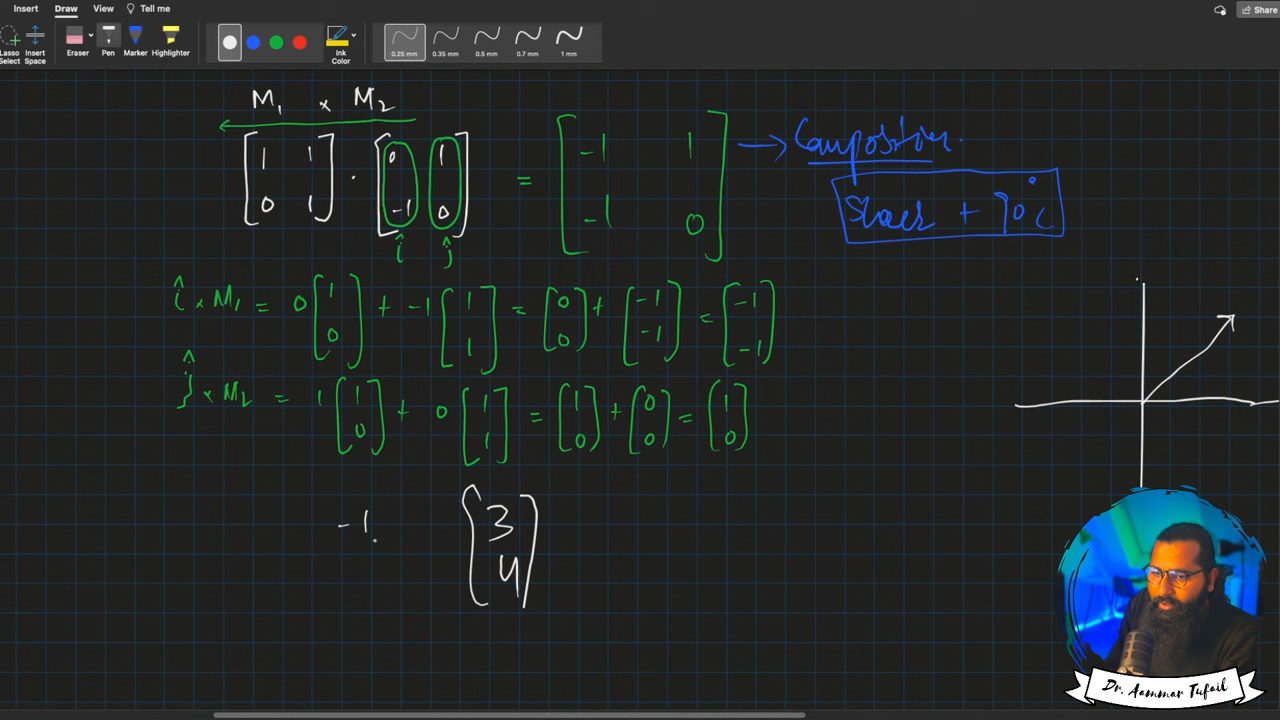 Insert Draw View Tell me
Share
Lasso Select Insert Space Eraser Pen Marker Highlighter Ink Color 0.25 mm 0.35 mm 0.5 mm 0.7 mm 1 mm
M₁ × M₂
[1 1; 0 1] · [0 1; -1 0] = [-1 1; -1 0] → Composition.
î ĵ
Shear + 90°C
î × M₁ = 0 [1; 0] + -1 [1; 1] = [0; 0] + [-1; -1] = [-1; -1]
ĵ × M₂ = 1 [1; 0] + 0 [1; 1] = [1; 0] + [0; 0] = [1; 0]
-1 [3; 4]
Dr. Aammar Tufail